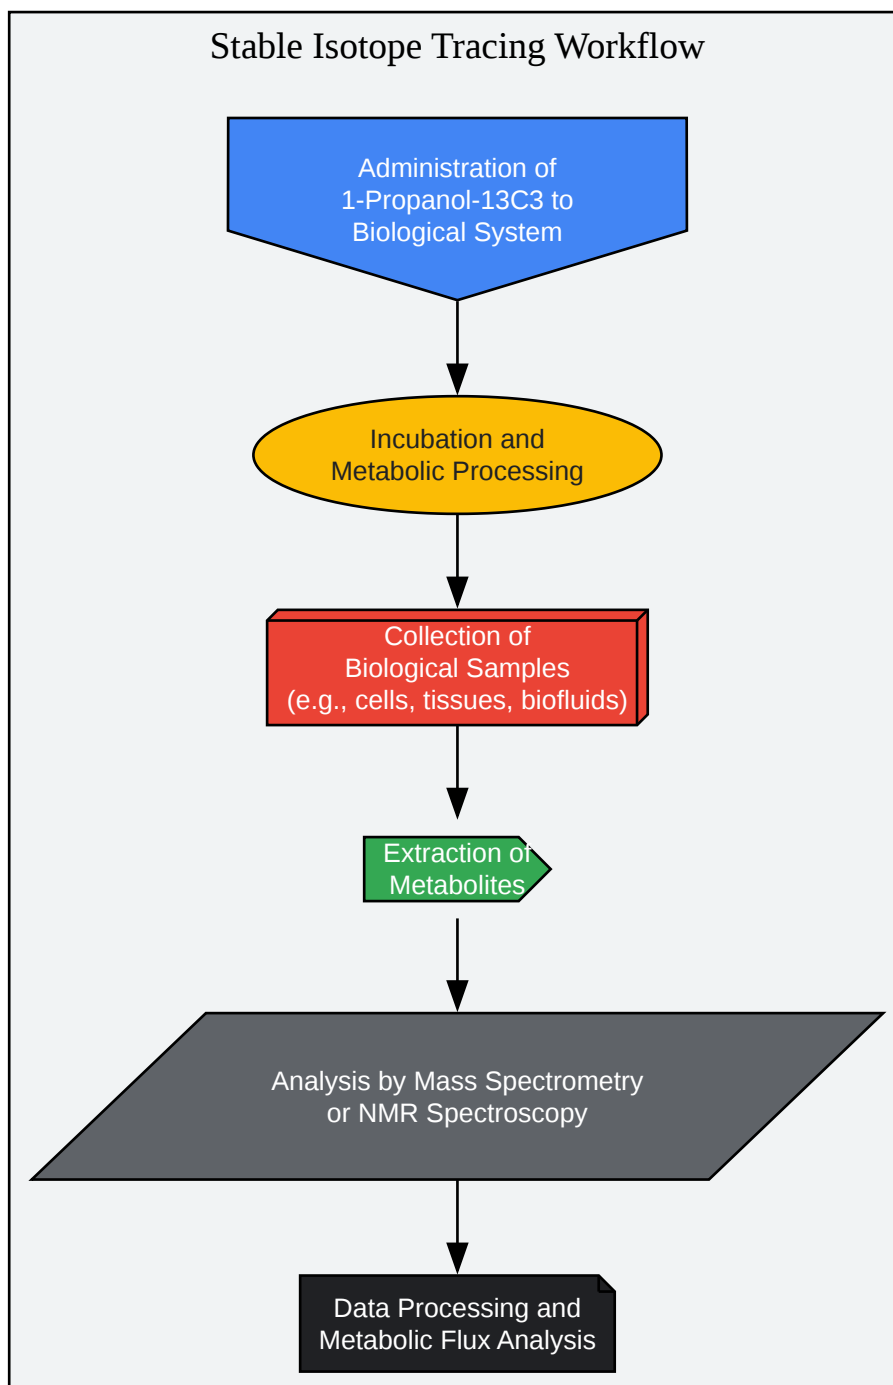 Stable Isotope Tracing Workflow
Administration of
1-Propanol-13C3 to
Biological System
Incubation and
Metabolic Processing
Collection of
Biological Samples
(e.g., cells, tissues, biofluids)
Extraction of
Metabolites
Analysis by Mass Spectrometry
or NMR Spectroscopy
Data Processing and
Metabolic Flux Analysis